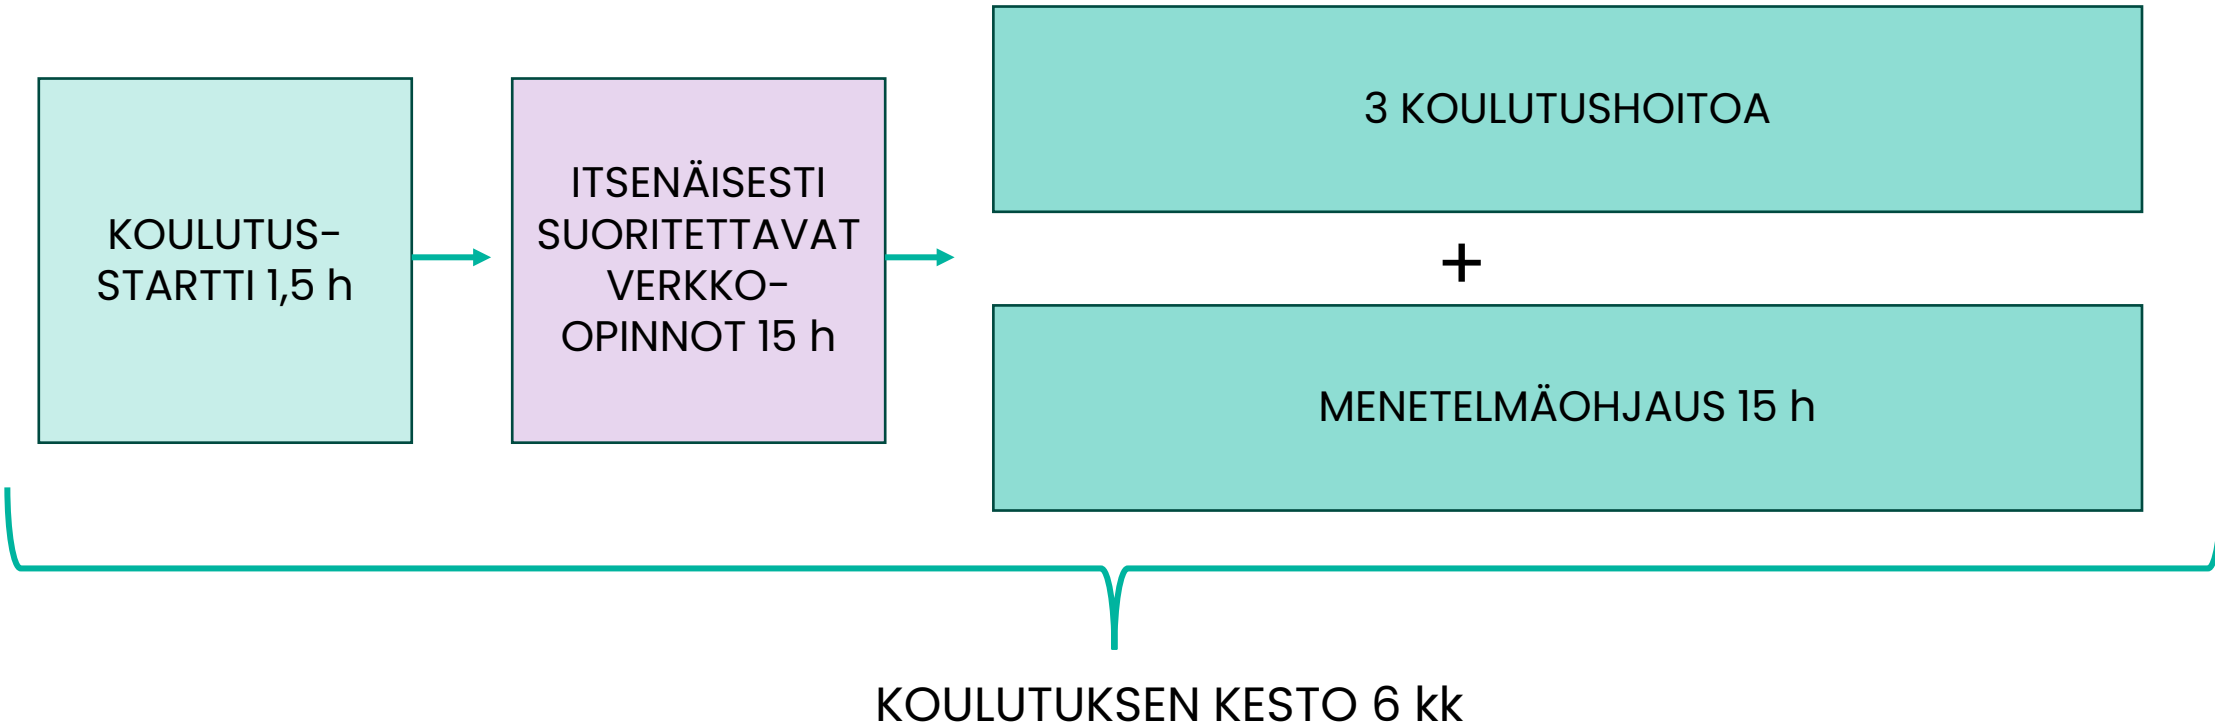 KOULUTUS-
STARTTI 1,5 h
ITSENÄISESTI
SUORITETTAVAT
VERKKO-
OPINNOT 15 h
3 KOULUTUSHOITOA
+
MENETELMÄOHJAUS 15 h
KOULUTUKSEN KESTO 6 kk